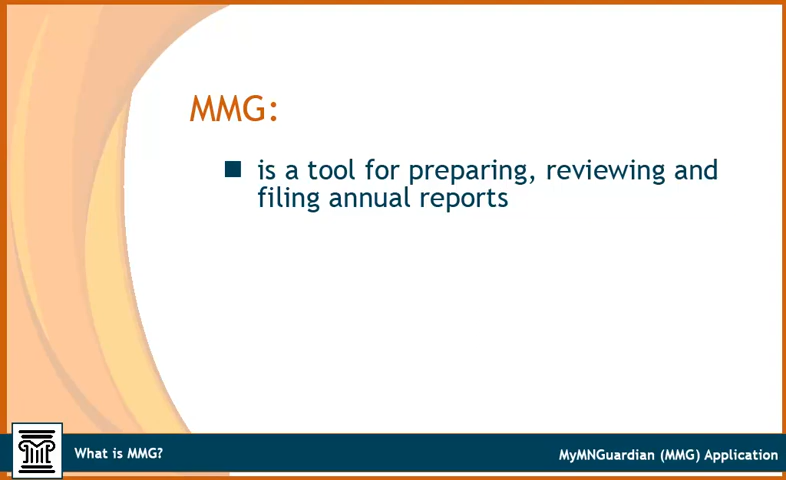 MMG:
is a tool for preparing, reviewing and
filing annual reports
What is MMG?
MyMNGuardian (MMG) Application